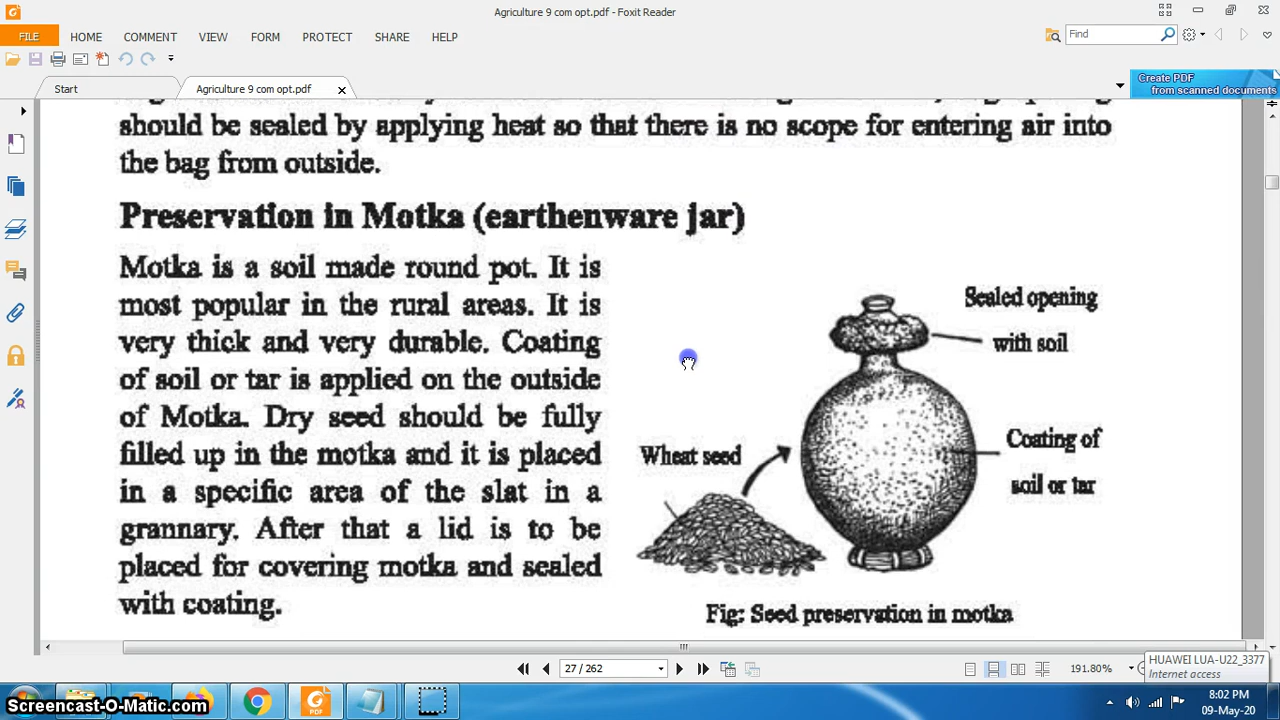 Agriculture 9 com opt.pdf - Foxit Reader
FILE HOME COMMENT VIEW FORM PROTECT SHARE HELP
Find
Start Agriculture 9 com opt.pdf
Create PDF
from scanned documents
should be sealed by applying heat so that there is no scope for entering air into
the bag from outside.
Preservation in Motka (earthenware jar)
Motka is a soil made round pot. It is
most popular in the rural areas. It is
very thick and very durable. Coating
of soil or tar is applied on the outside
of Motka. Dry seed should be fully
filled up in the motka and it is placed
in a specific area of the slat in a
grannary. After that a lid is to be
placed for covering motka and sealed
with coating.
Sealed opening
with soil
Wheat seed
Coating of
soil or tar
Fig: Seed preservation in motka
27 / 262
191.80%
HUAWEI LUA-U22_3377
Internet access
Screencast-O-Matic.com
PDF
8:02 PM
09-May-20